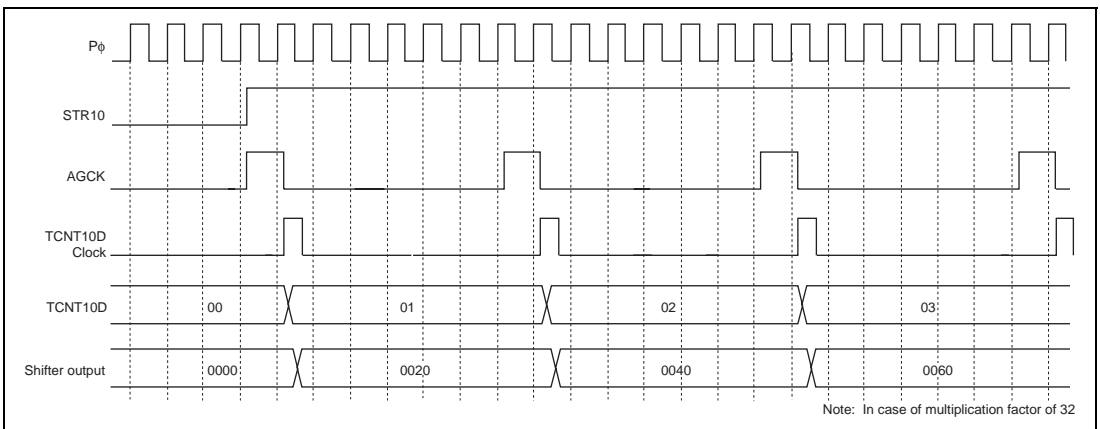 Pϕ
STR10
AGCK
TCNT10D
Clock
TCNT10D 00 01 02 03
Shifter output 0000 0020 0040 0060
Note: In case of multiplication factor of 32